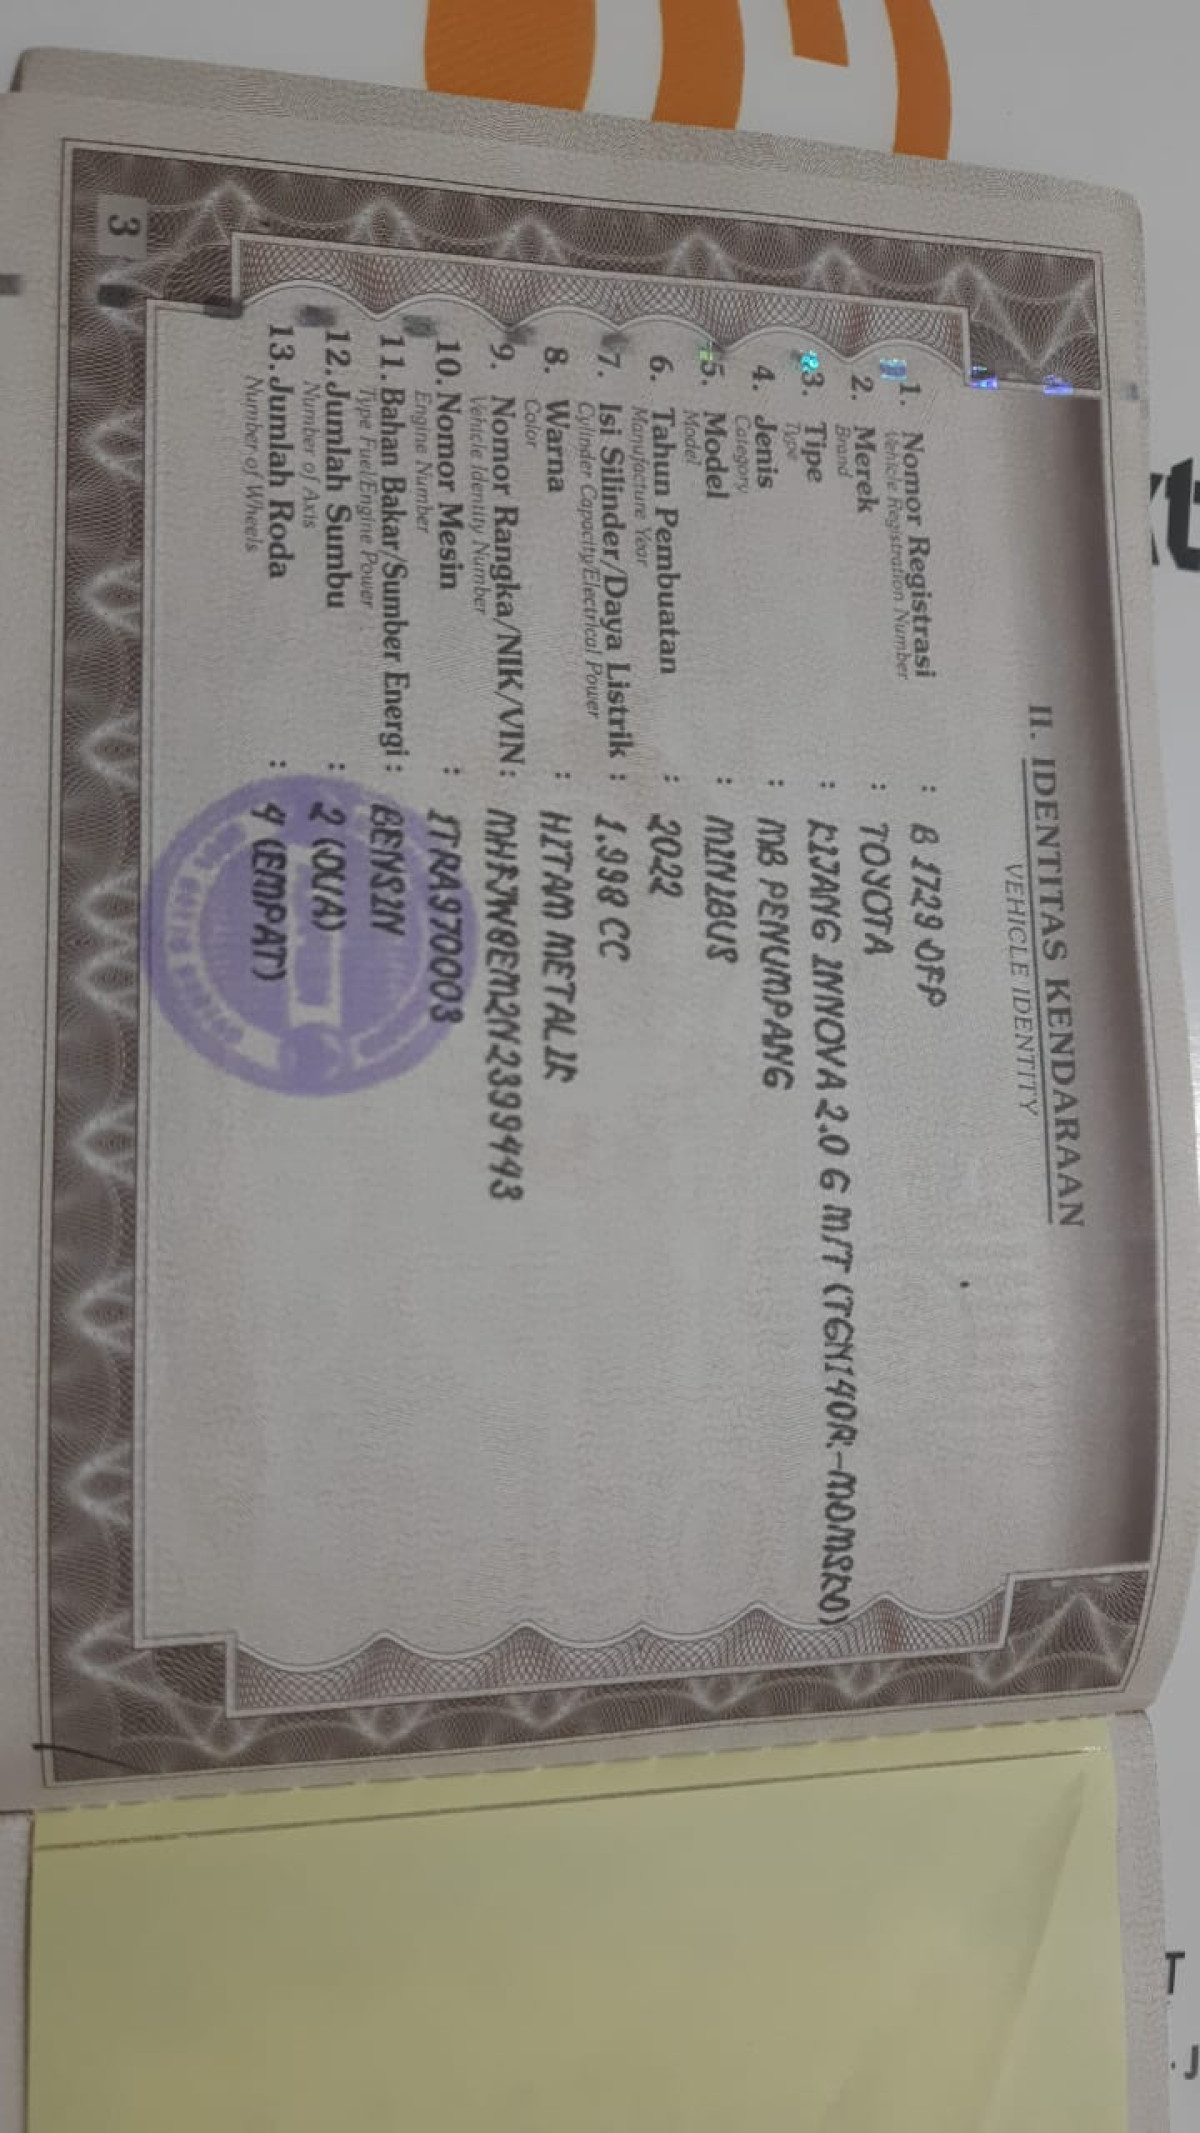 II. IDENTITAS KENDARAAN
VEHICLE IDENTITY
1. Nomor Registrasi : B 1729 DFP
Vehicle Registration Number
2. Merek : TOYOTA
Brand
3. Tipe : KIJANG INNOVA 2.0 G M/T (TGN140R-MDMSKD)
Type
4. Jenis : MB PENUMPANG
Category
5. Model : MINIBUS
Model
6. Tahun Pembuatan : 2022
Manufacture Year
7. Isi Silinder/Daya Listrik : 1.998 CC
Cylinder Capacity/Electrical Power
8. Warna : HITAM METALIK
Color
9. Nomor Rangka/NIK/VIN : MHFJW8EM2N2399443
Vehicle Identity Number
10. Nomor Mesin : 1TRA970003
Engine Number
11. Bahan Bakar/Sumber Energi : BENSIN
Type Fuel/Engine Power
12. Jumlah Sumbu : 2 (DUA)
Number of Axis
13. Jumlah Roda : 4 (EMPAT)
Number of Wheels
3